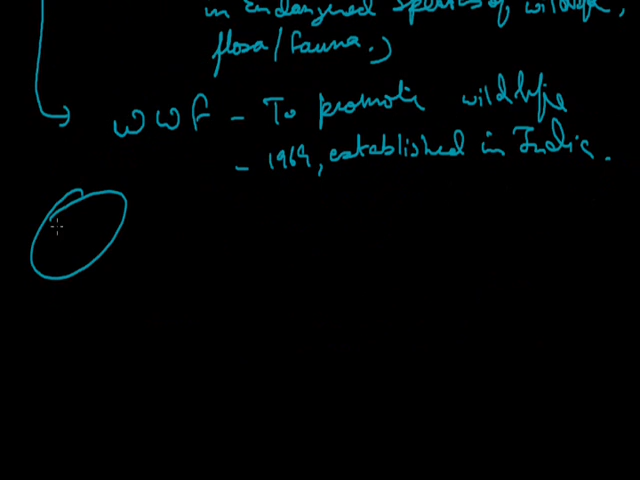 in Endangered Species of wildlife,
flora/fauna.)
WWF - To promote wildlife
- 1969, established in India.